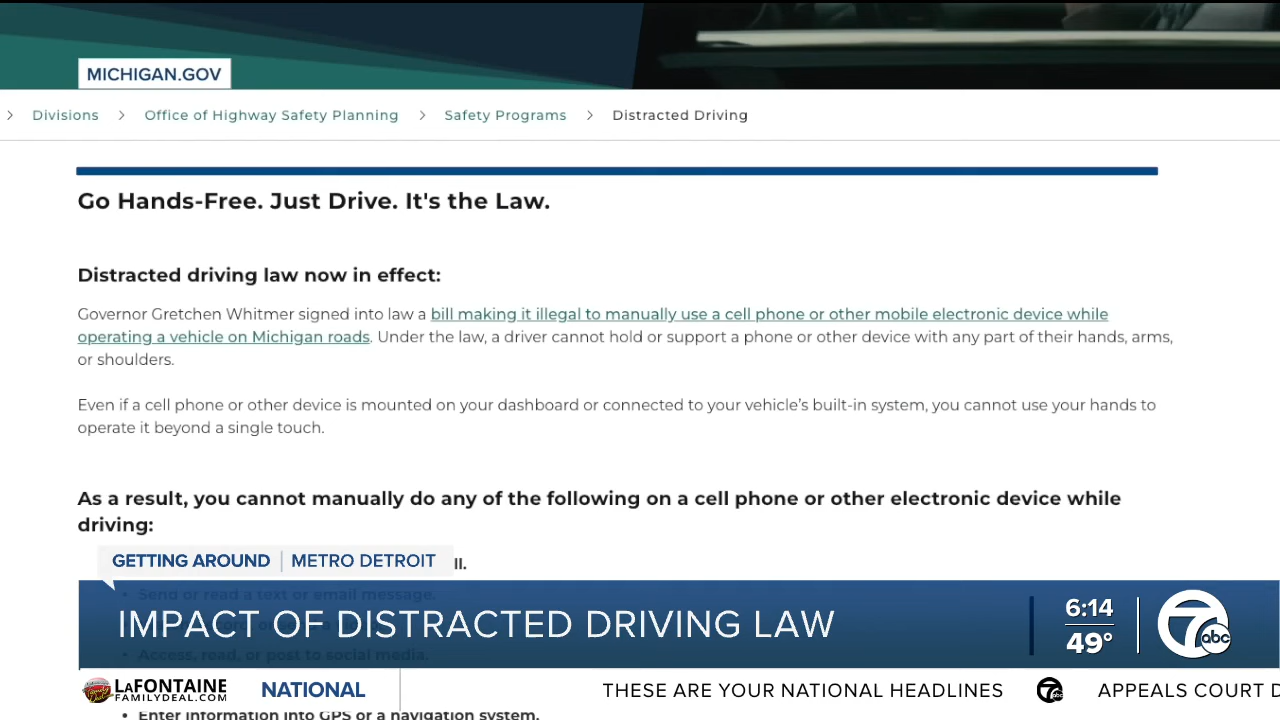 MICHIGAN.GOV
> Divisions > Office of Highway Safety Planning > Safety Programs > Distracted Driving
Go Hands-Free. Just Drive. It's the Law.
Distracted driving law now in effect:
Governor Gretchen Whitmer signed into law a bill making it illegal to manually use a cell phone or other mobile electronic device while
operating a vehicle on Michigan roads. Under the law, a driver cannot hold or support a phone or other device with any part of their hands, arms,
or shoulders.
Even if a cell phone or other device is mounted on your dashboard or connected to your vehicle’s built-in system, you cannot use your hands to
operate it beyond a single touch.
As a result, you cannot manually do any of the following on a cell phone or other electronic device while
driving:
GETTING AROUND | METRO DETROIT
ll.
• Send or read a text or email message.
IMPACT OF DISTRACTED DRIVING LAW
6:14
49°
7 abc
• Access, read, or post to social media.
LAFONTAINE
FAMILYDEAL.COM
NATIONAL
THESE ARE YOUR NATIONAL HEADLINES
7 abc
APPEALS COURT D
• Enter information into GPS or a navigation system.